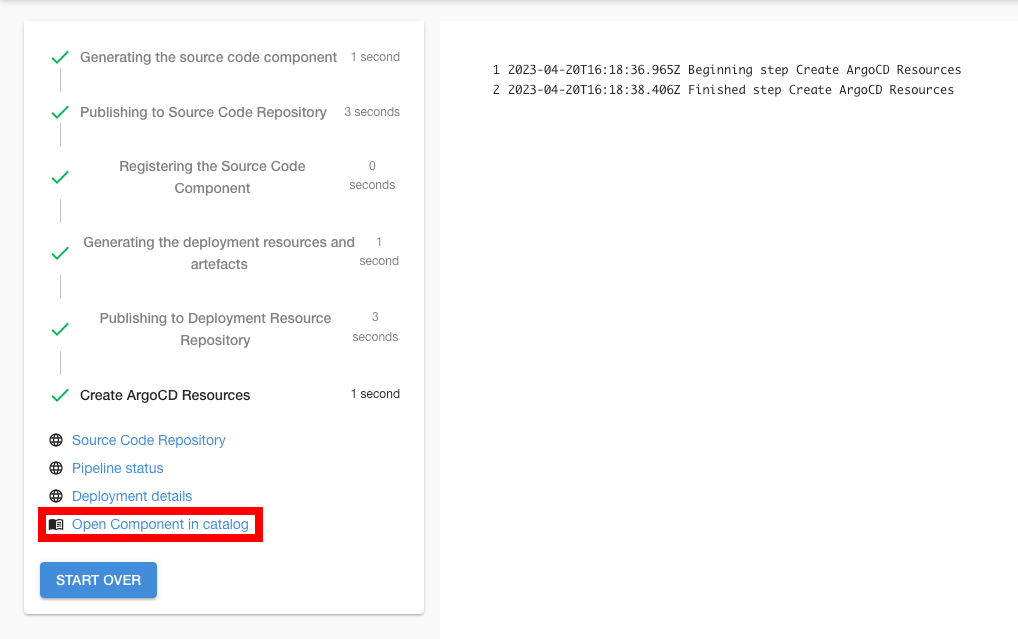 Generating the source code component 1 second
Publishing to Source Code Repository 3 seconds
Registering the Source Code 0
Component seconds
Generating the deployment resources and 1
artefacts second
Publishing to Deployment Resource 3
Repository seconds
Create ArgoCD Resources 1 second
Source Code Repository
Pipeline status
Deployment details
Open Component in catalog
START OVER
1 2023-04-20T16:18:36.965Z Beginning step Create ArgoCD Resources
2 2023-04-20T16:18:38.406Z Finished step Create ArgoCD Resources